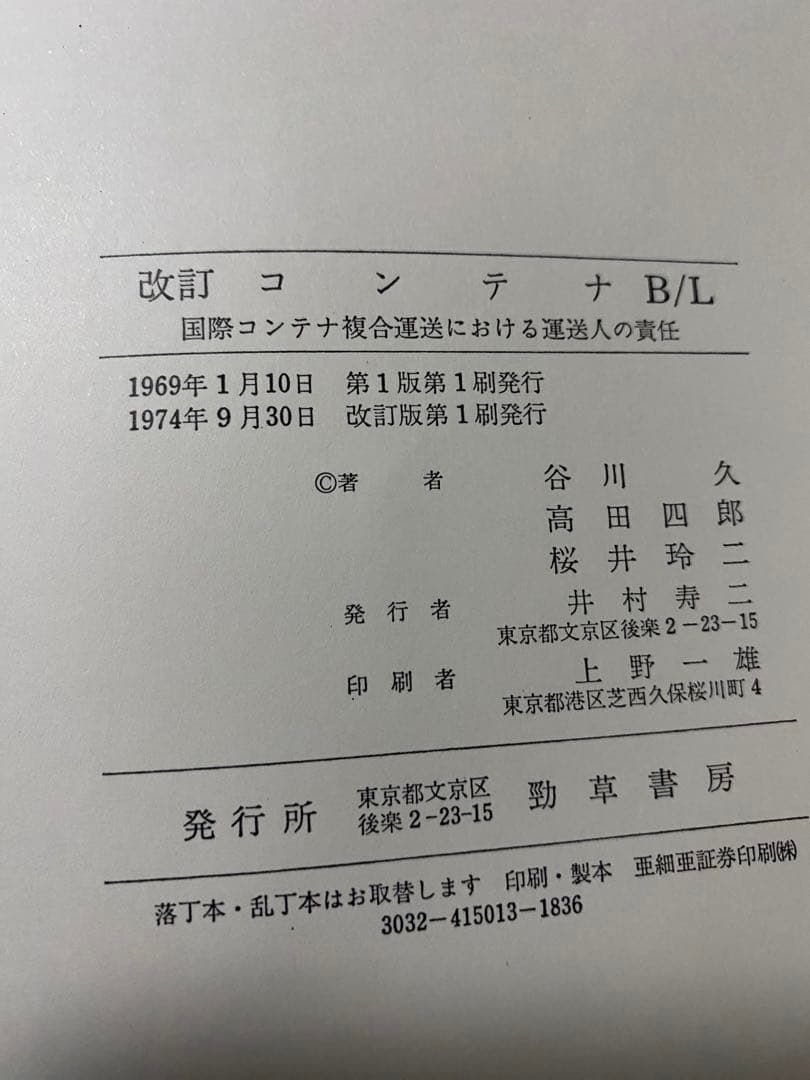 改訂 コンテナ B/L
国際コンテナ複合運送における運送人の責任
1969年1月10日 第1版第1刷発行
1974年9月30日 改訂版第1刷発行
©著者 谷川久
高田四郎
桜井玲二
発行者 井村寿二
東京都文京区後楽2-23-15
印刷者 上野一雄
東京都港区芝西久保桜川町4
発行所 東京都文京区後楽2-23-15 勁草書房
落丁本・乱丁本はお取替します 印刷・製本 亜細亜証券印刷㈱
3032-415013-1836